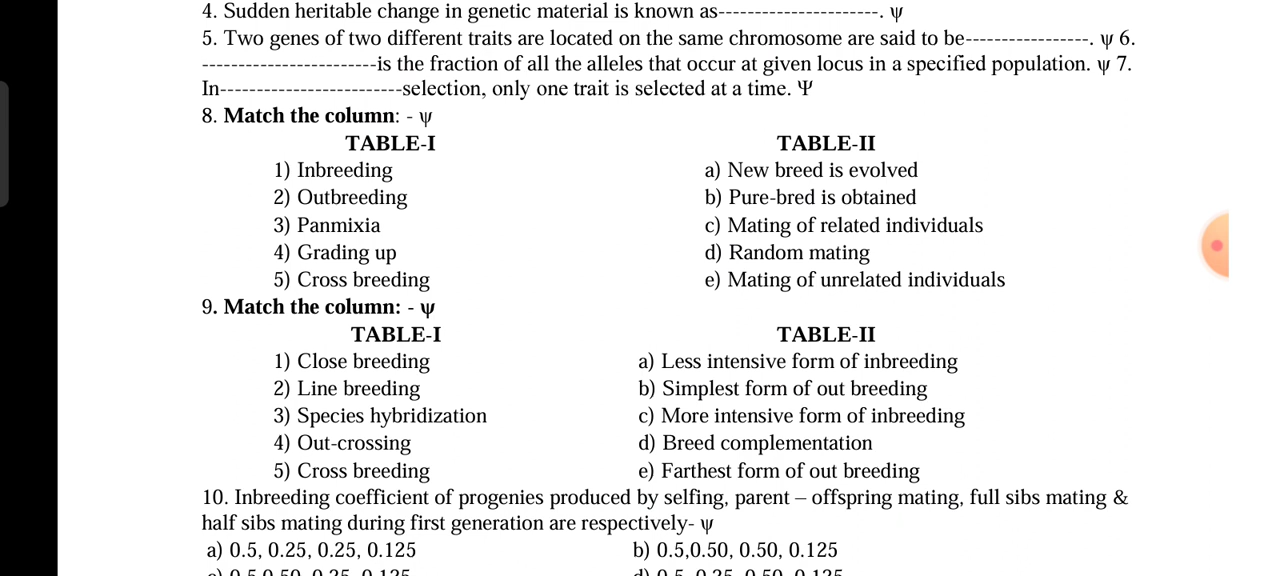 4. Sudden heritable change in genetic material is known as----------------------. ψ
5. Two genes of two different traits are located on the same chromosome are said to be-----------------. ψ 6.
------------------------is the fraction of all the alleles that occur at given locus in a specified population. ψ 7.
In-------------------------selection, only one trait is selected at a time. Ψ
8. Match the column: - ψ
TABLE-I TABLE-II
1) Inbreeding a) New breed is evolved
2) Outbreeding b) Pure-bred is obtained
3) Panmixia c) Mating of related individuals
4) Grading up d) Random mating
5) Cross breeding e) Mating of unrelated individuals
9. Match the column: - ψ
TABLE-I TABLE-II
1) Close breeding a) Less intensive form of inbreeding
2) Line breeding b) Simplest form of out breeding
3) Species hybridization c) More intensive form of inbreeding
4) Out-crossing d) Breed complementation
5) Cross breeding e) Farthest form of out breeding
10. Inbreeding coefficient of progenies produced by selfing, parent – offspring mating, full sibs mating &
half sibs mating during first generation are respectively- ψ
a) 0.5, 0.25, 0.25, 0.125 b) 0.5,0.50, 0.50, 0.125